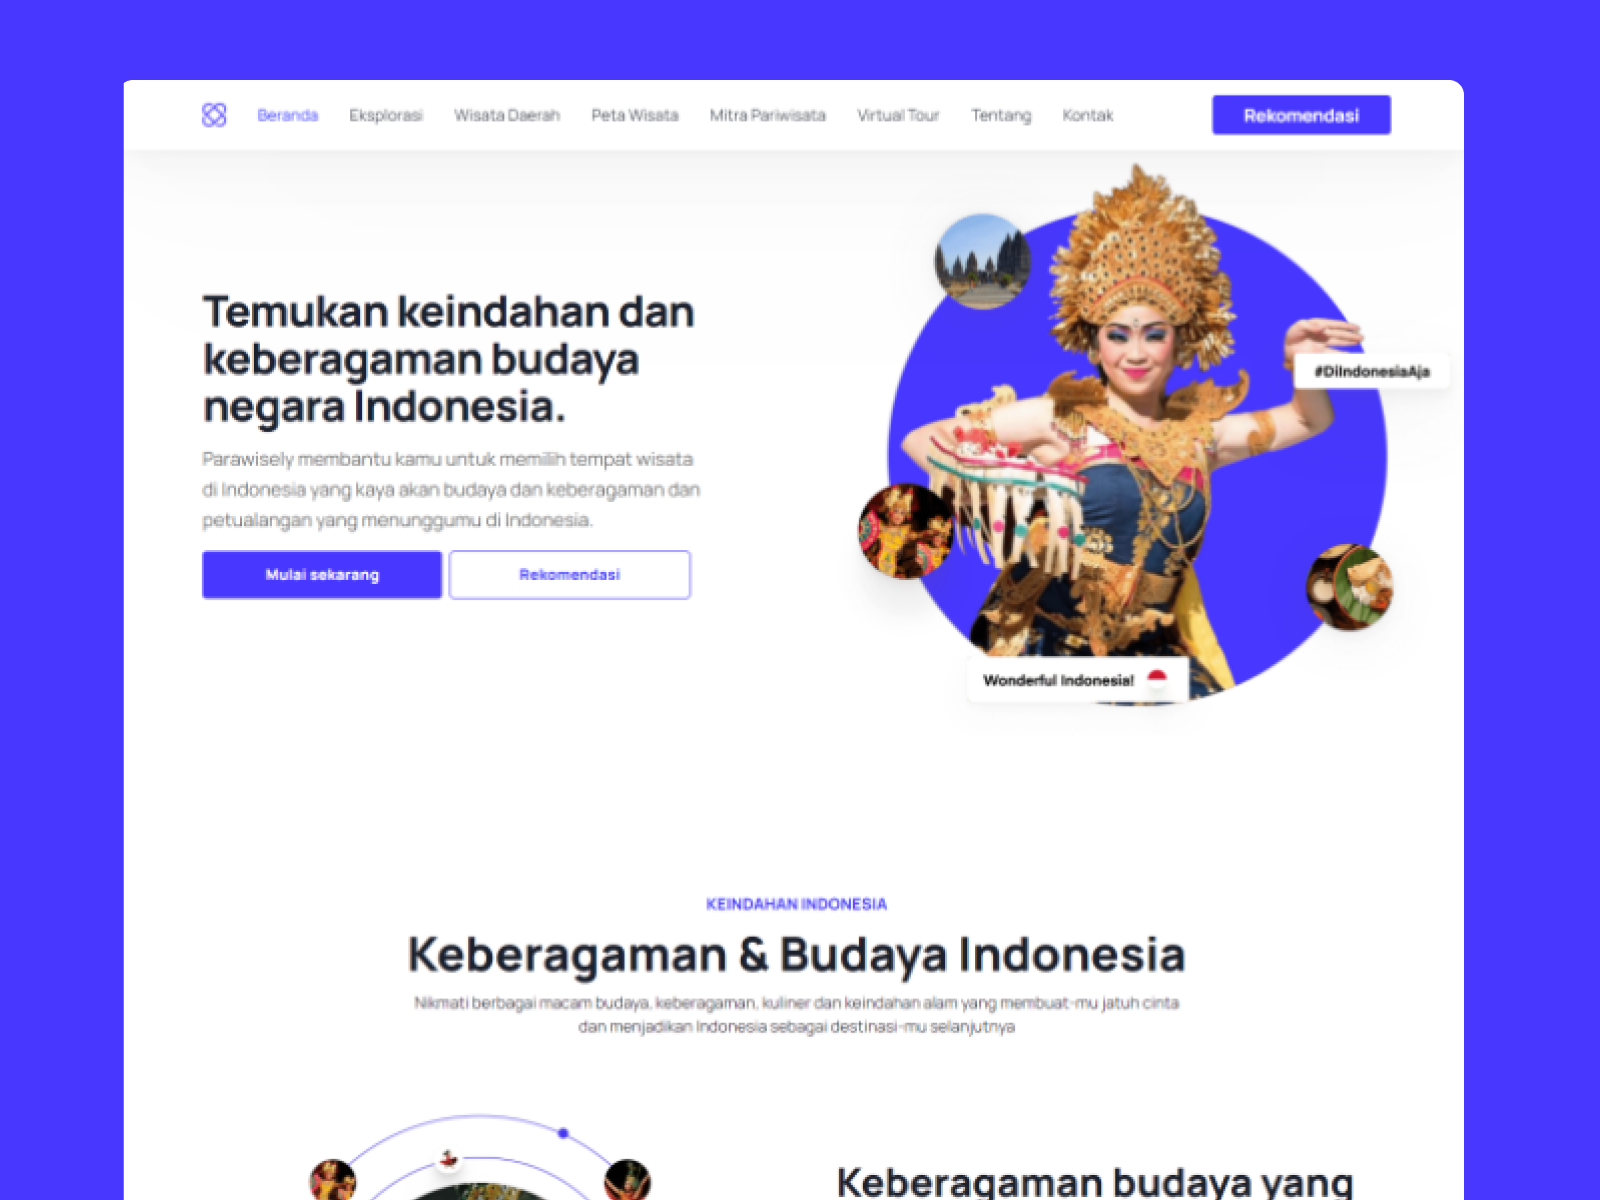 Beranda Eksplorasi Wisata Daerah Peta Wisata Mitra Pariwisata Virtual Tour Tentang Kontak Rekomendasi
Temukan keindahan dan
keberagaman budaya
negara Indonesia.
Parawisely membantu kamu untuk memilih tempat wisata
di Indonesia yang kaya akan budaya dan keberagaman dan
petualangan yang menunggumu di Indonesia.
Mulai sekarang Rekomendasi
#DiIndonesiaAja
Wonderful Indonesia!
KEINDAHAN INDONESIA
Keberagaman & Budaya Indonesia
Nikmati berbagai macam budaya, keberagaman, kuliner dan keindahan alam yang membuat-mu jatuh cinta
dan menjadikan Indonesia sebagai destinasi-mu selanjutnya
Keberagaman budaya yang